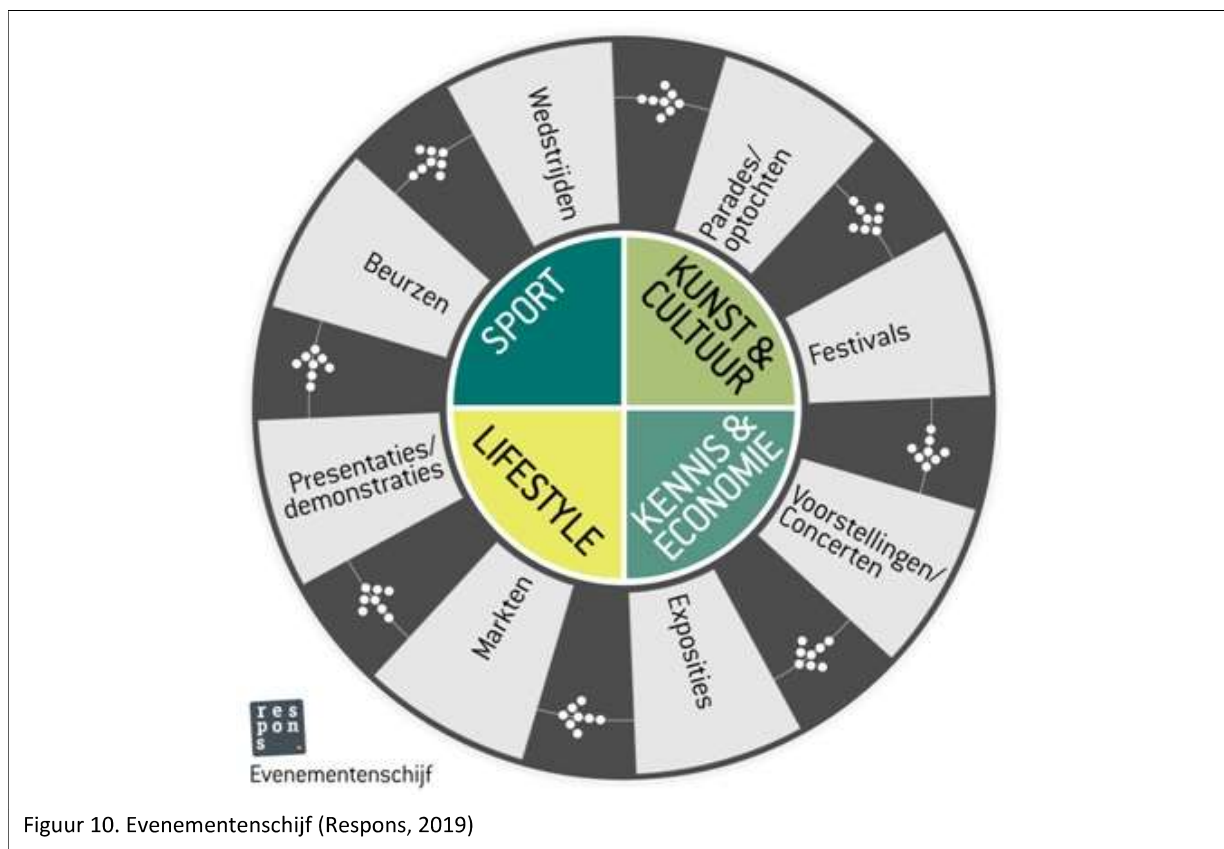 Wedstrijden
Parades/
optochten
Festivals
Voorstellingen/
Concerten
Exposities
Markten
Presentaties/
demonstraties
Beurzen
SPORT
KUNST &
CULTUUR
KENNIS &
ECONOMIE
LIFESTYLE
res
pon
s
Evenementenschijf
Figuur 10. Evenementenschijf (Respons, 2019)